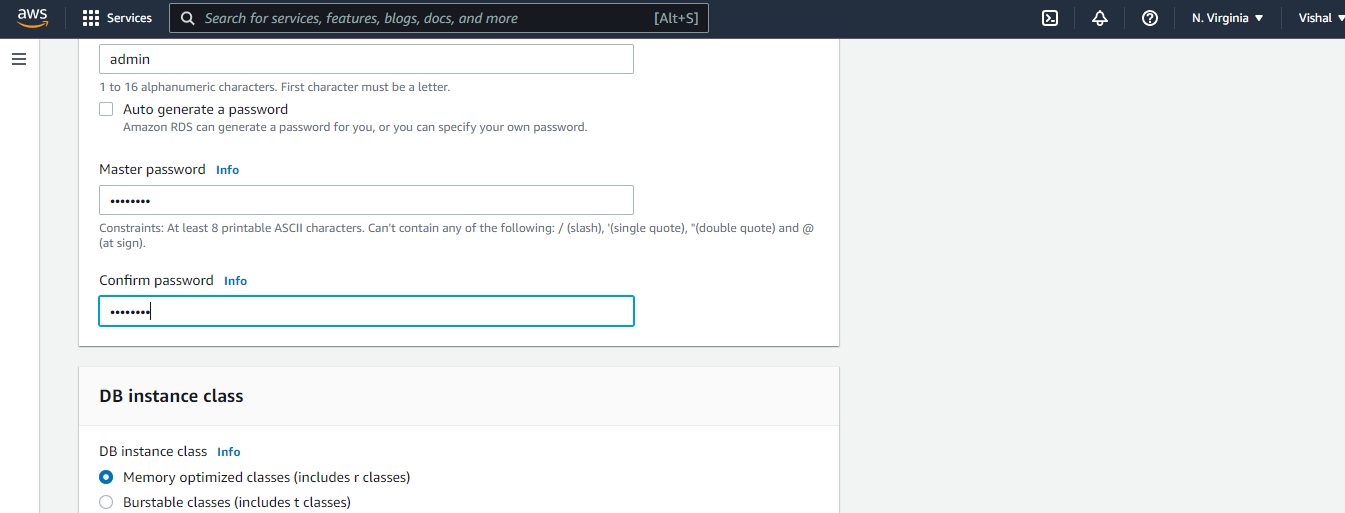 aws Services Search for services, features, blogs, docs, and more [Alt+S] N. Virginia ▼ Vishal ▼
admin
1 to 16 alphanumeric characters. First character must be a letter.
Auto generate a password
Amazon RDS can generate a password for you, or you can specify your own password.
Master password Info
••••••••
Constraints: At least 8 printable ASCII characters. Can't contain any of the following: / (slash), '(single quote), "(double quote) and @
(at sign).
Confirm password Info
••••••••
DB instance class
DB instance class Info
Memory optimized classes (includes r classes)
Burstable classes (includes t classes)